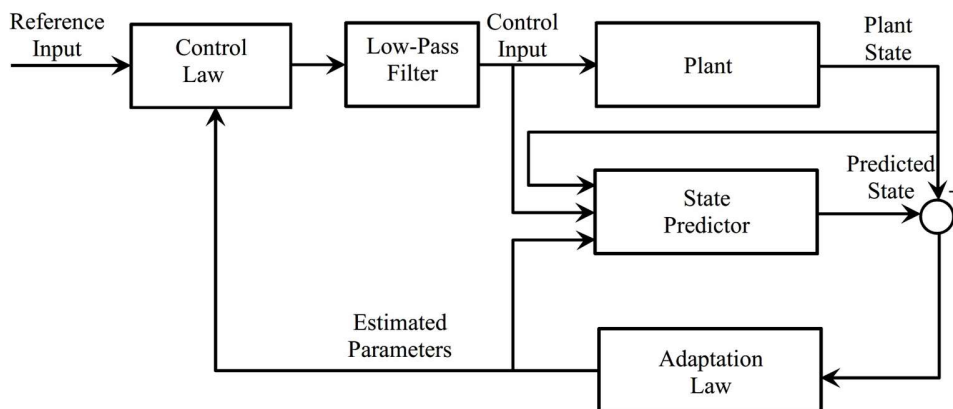 Reference
Input
Control
Law
Low-Pass
Filter
Control
Input
Plant
Plant
State
State
Predictor
Predicted
State
-
Estimated
Parameters
Adaptation
Law